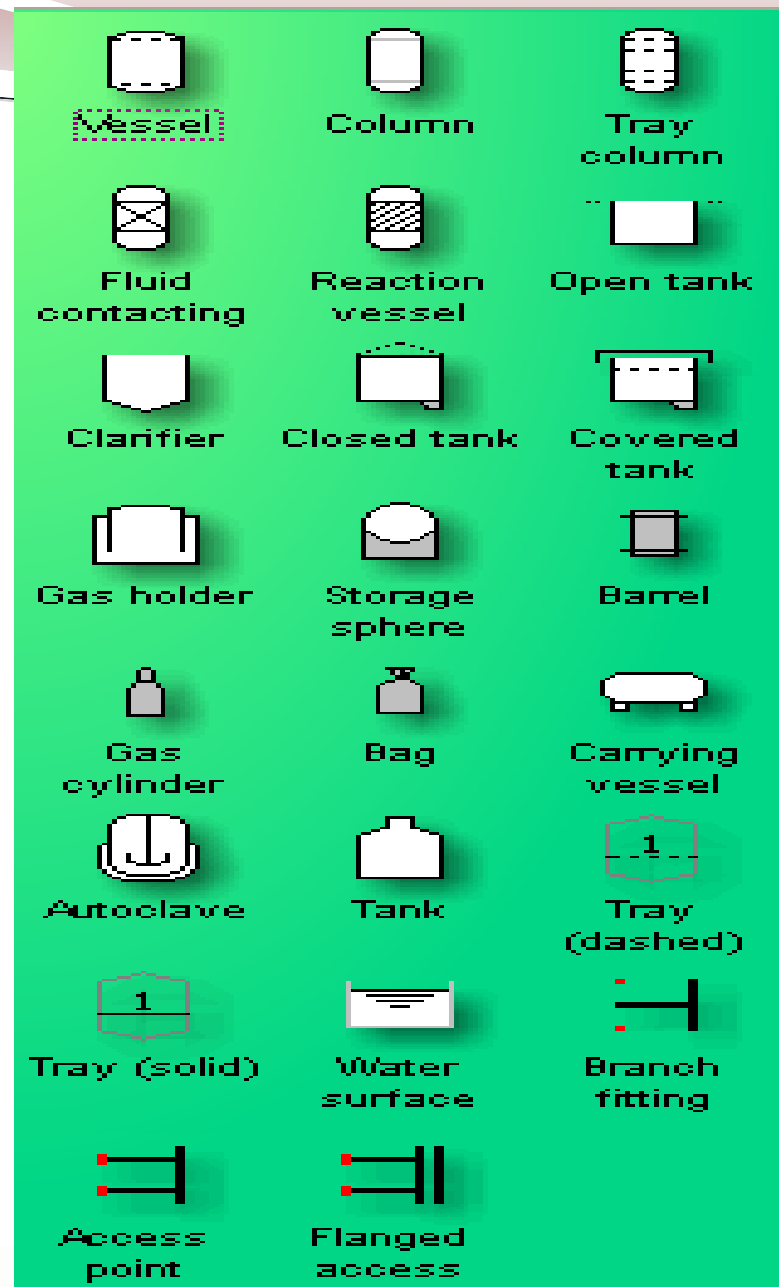 Vessel
Column
Tray
column
Fluid
contacting
Reaction
vessel
Open tank
Clarifier
Closed tank
Covered
tank
Gas holder
Storage
sphere
Barrel
Gas
cylinder
Bag
Carrying
vessel
Autoclave
Tank
1
Tray
(dashed)
1
Tray (solid)
Water
surface
Branch
fitting
Access
point
Flanged
access